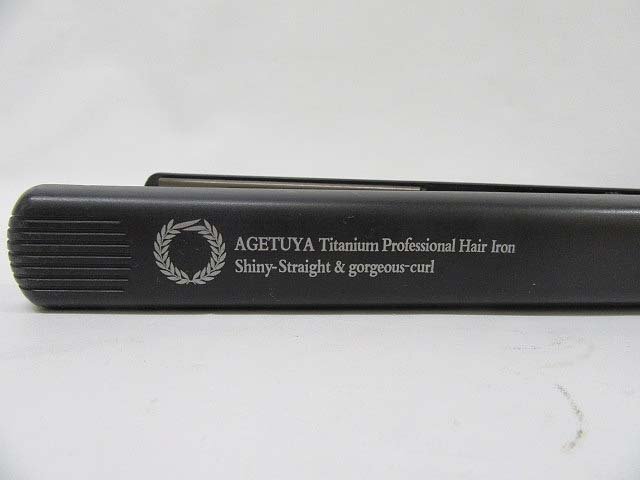 AGETUYA Titanium Professional Hair Iron
Shiny-Straight & gorgeous-curl